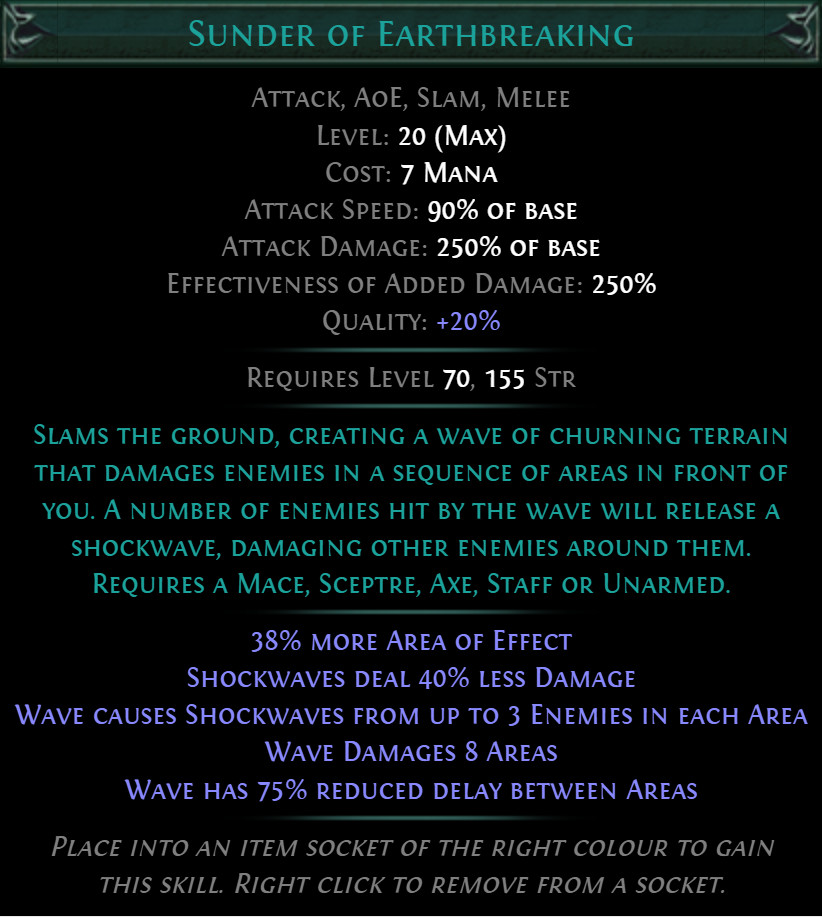 Sunder of Earthbreaking
Attack, AoE, Slam, Melee
Level: 20 (Max)
Cost: 7 Mana
Attack Speed: 90% of base
Attack Damage: 250% of base
Effectiveness of Added Damage: 250%
Quality: +20%
Requires Level 70, 155 Str
Slams the ground, creating a wave of churning terrain
that damages enemies in a sequence of areas in front of
you. A number of enemies hit by the wave will release a
shockwave, damaging other enemies around them.
Requires a Mace, Sceptre, Axe, Staff or Unarmed.
38% more Area of Effect
Shockwaves deal 40% less Damage
Wave causes Shockwaves from up to 3 Enemies in each Area
Wave Damages 8 Areas
Wave has 75% reduced delay between Areas
Place into an item socket of the right colour to gain
this skill. Right click to remove from a socket.